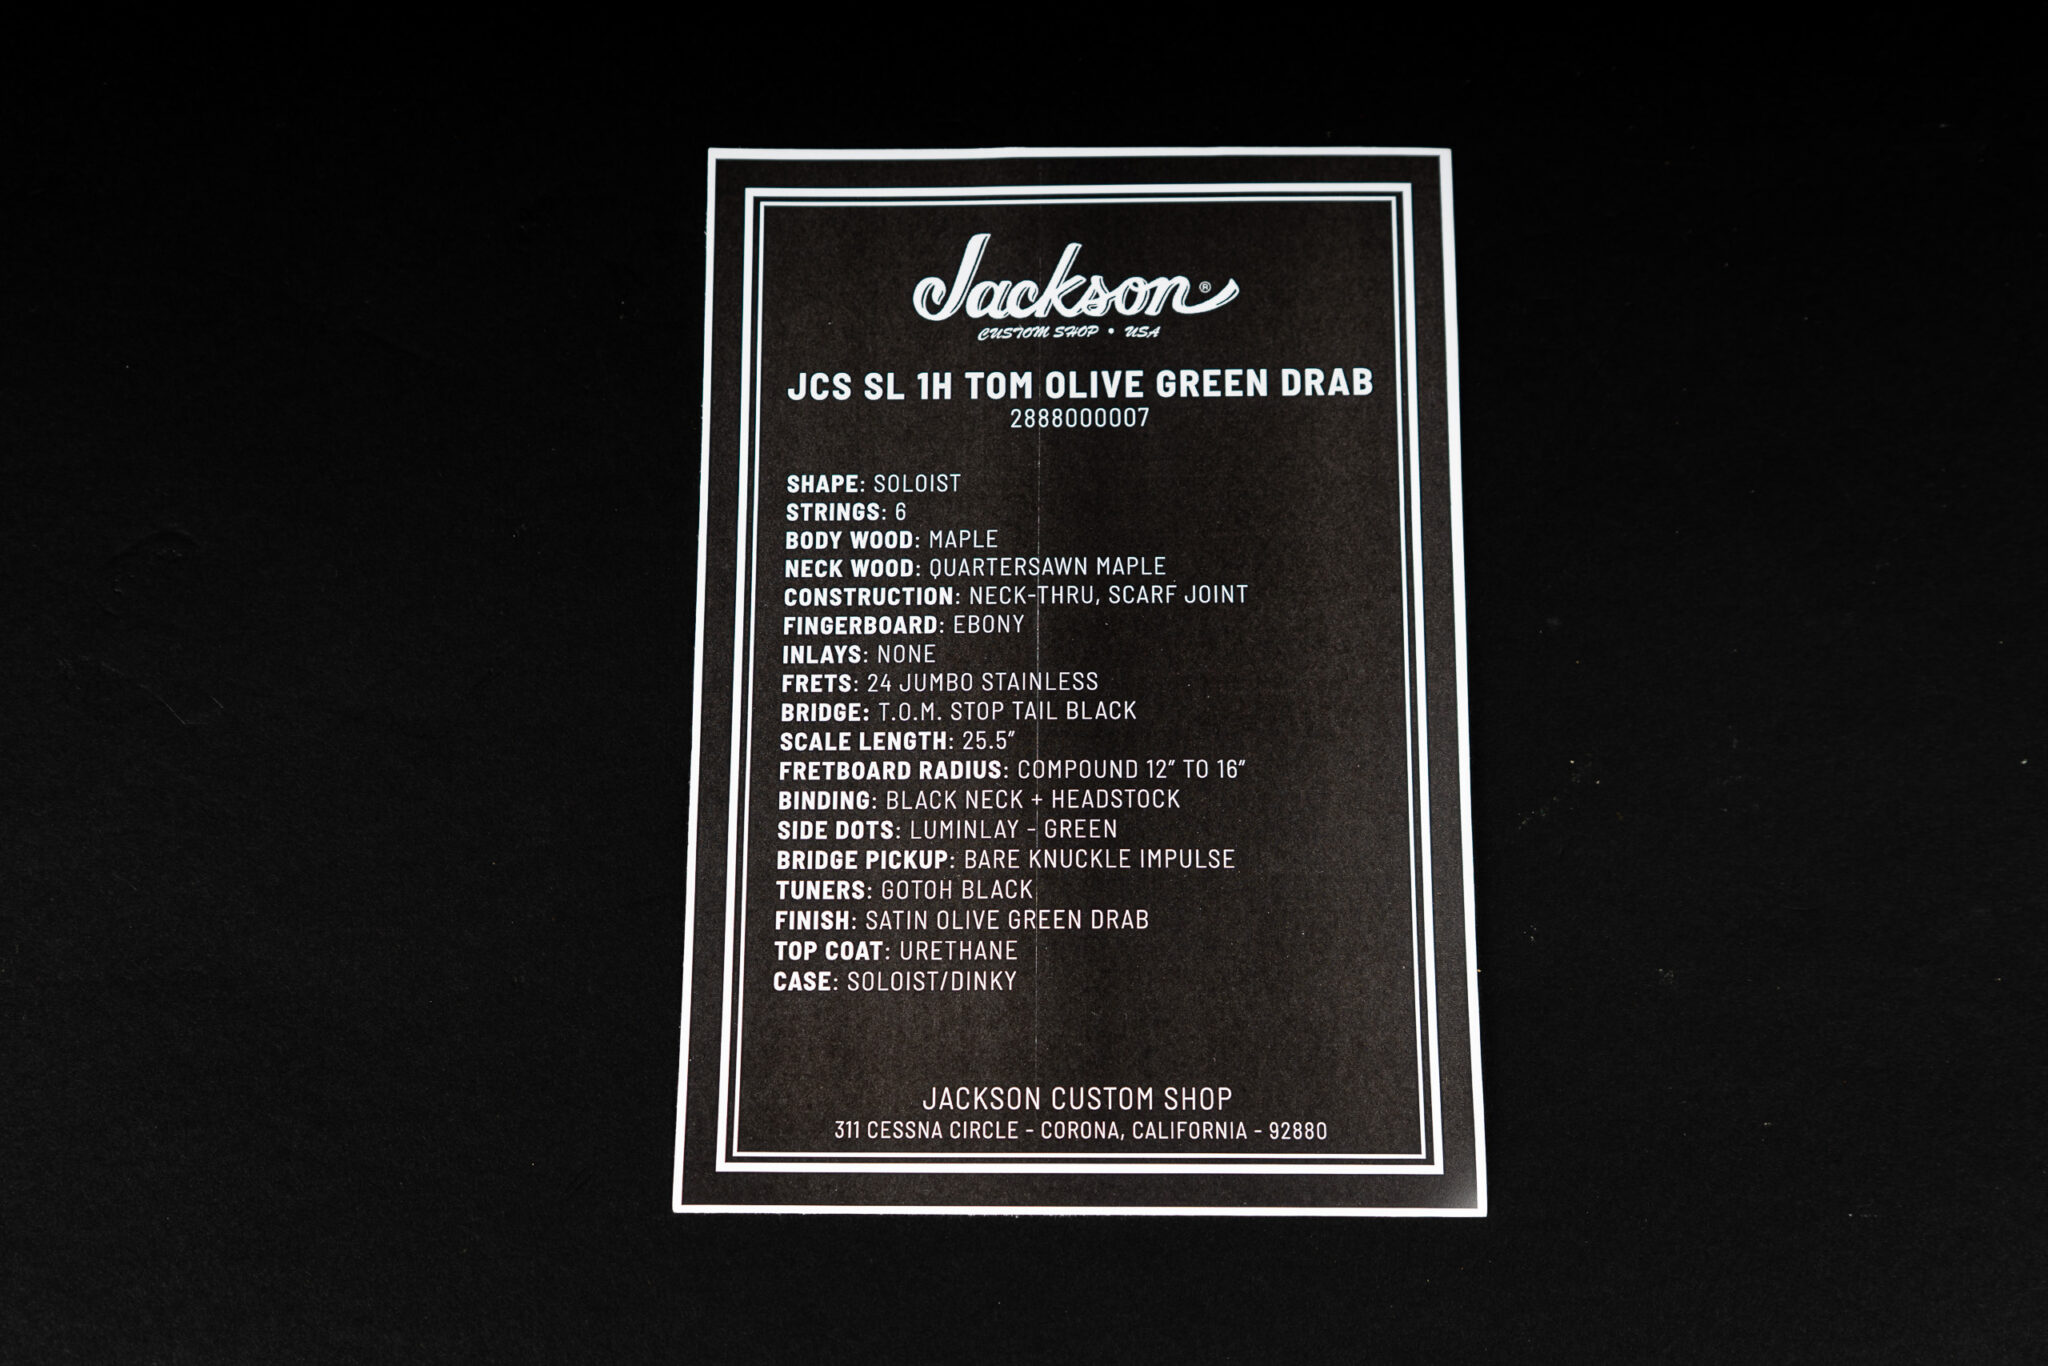 Jackson®
CUSTOM SHOP • USA
JCS SL 1H TOM OLIVE GREEN DRAB
2888000007
SHAPE: SOLOIST
STRINGS: 6
BODY WOOD: MAPLE
NECK WOOD: QUARTERSAWN MAPLE
CONSTRUCTION: NECK-THRU, SCARF JOINT
FINGERBOARD: EBONY
INLAYS: NONE
FRETS: 24 JUMBO STAINLESS
BRIDGE: T.O.M. STOP TAIL BLACK
SCALE LENGTH: 25.5”
FRETBOARD RADIUS: COMPOUND 12” TO 16”
BINDING: BLACK NECK + HEADSTOCK
SIDE DOTS: LUMINLAY - GREEN
BRIDGE PICKUP: BARE KNUCKLE IMPULSE
TUNERS: GOTOH BLACK
FINISH: SATIN OLIVE GREEN DRAB
TOP COAT: URETHANE
CASE: SOLOIST/DINKY
JACKSON CUSTOM SHOP
311 CESSNA CIRCLE - CORONA, CALIFORNIA - 92880